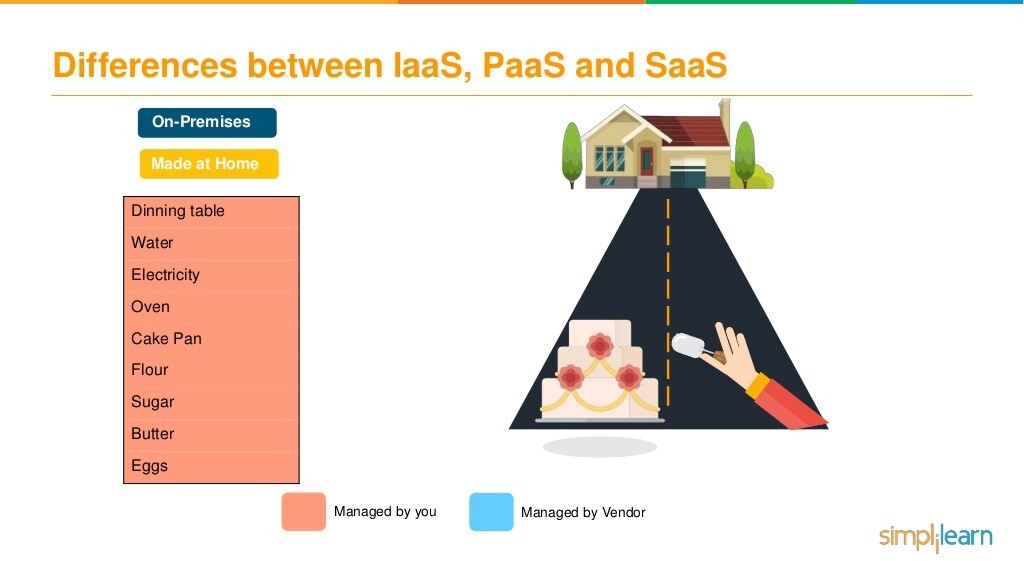 Differences between IaaS, PaaS and SaaS
On-Premises
Made at Home
Dinning table
Water
Electricity
Oven
Cake Pan
Flour
Sugar
Butter
Eggs
Managed by you
Managed by Vendor
simplilearn